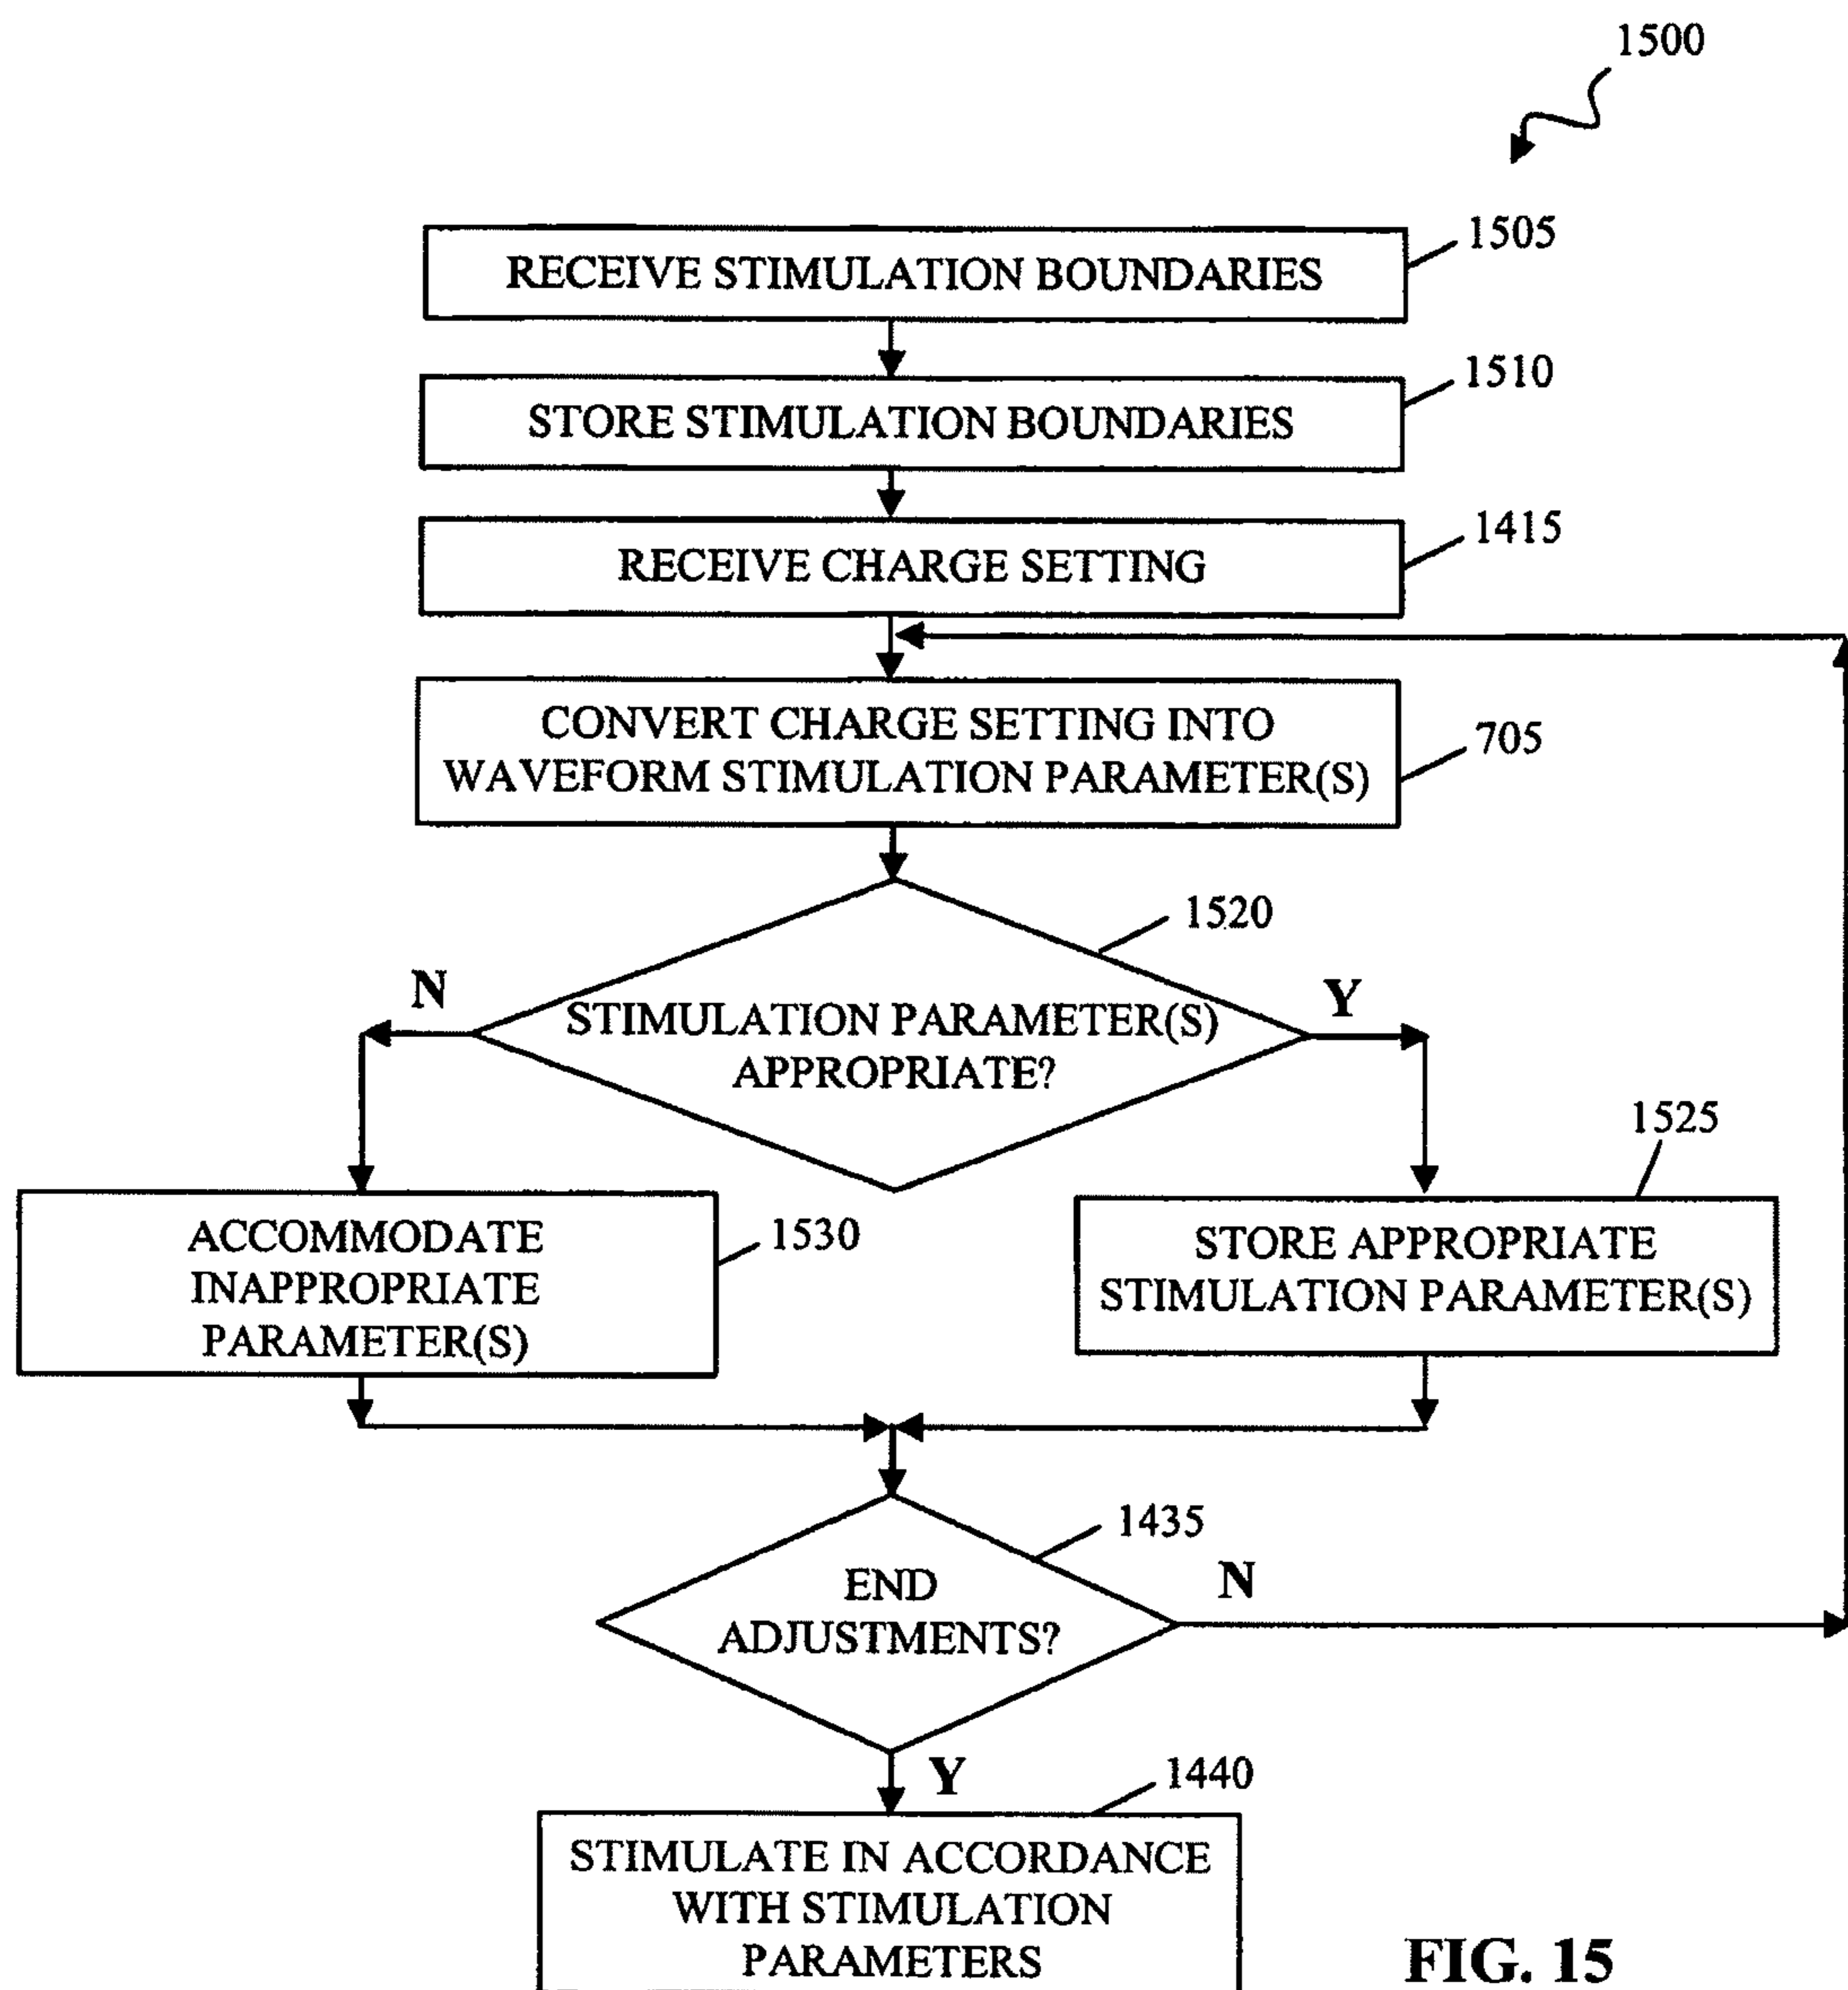 1500
RECEIVE STIMULATION BOUNDARIES
1505
STORE STIMULATION BOUNDARIES
1510
RECEIVE CHARGE SETTING
1415
CONVERT CHARGE SETTING INTO
WAVEFORM STIMULATION PARAMETER(S)
705
1520
N
STIMULATION PARAMETER(S)
APPROPRIATE?
Y
ACCOMMODATE
INAPPROPRIATE
PARAMETER(S)
1530
1525
STORE APPROPRIATE
STIMULATION PARAMETER(S)
1435
END
ADJUSTMENTS?
N
Y
1440
STIMULATE IN ACCORDANCE
WITH STIMULATION
PARAMETERS
FIG. 15